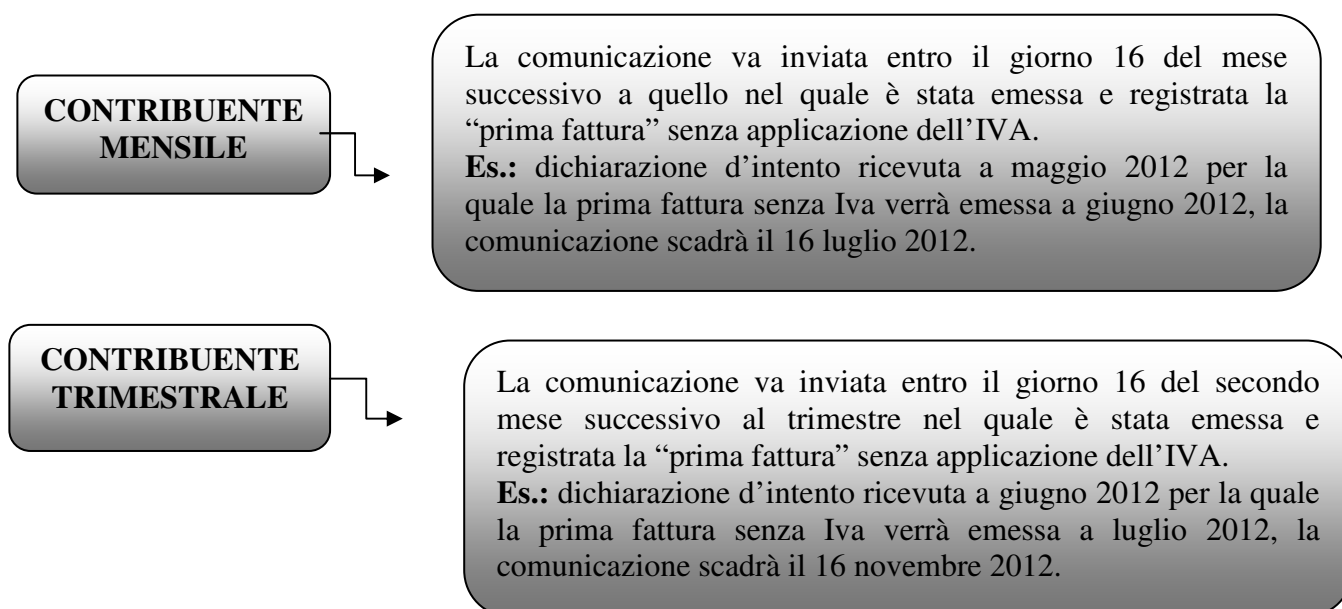 CONTRIBUENTE
MENSILE
La comunicazione va inviata entro il giorno 16 del mese
successivo a quello nel quale è stata emessa e registrata la
“prima fattura” senza applicazione dell’IVA.
Es.: dichiarazione d’intento ricevuta a maggio 2012 per la
quale la prima fattura senza Iva verrà emessa a giugno 2012, la
comunicazione scadrà il 16 luglio 2012.
CONTRIBUENTE
TRIMESTRALE
La comunicazione va inviata entro il giorno 16 del secondo
mese successivo al trimestre nel quale è stata emessa e
registrata la “prima fattura” senza applicazione dell’IVA.
Es.: dichiarazione d’intento ricevuta a giugno 2012 per la quale
la prima fattura senza Iva verrà emessa a luglio 2012, la
comunicazione scadrà il 16 novembre 2012.